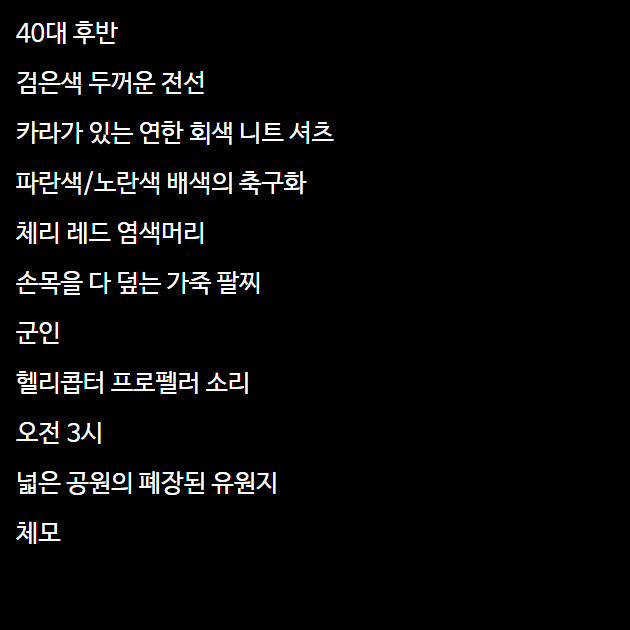 40대 후반
검은색 두꺼운 전선
카라가 있는 연한 회색 니트 셔츠
파란색/노란색 배색의 축구화
체리 레드 염색머리
손목을 다 덮는 가죽 팔찌
군인
헬리콥터 프로펠러 소리
오전 3시
넓은 공원의 폐장된 유원지
체모